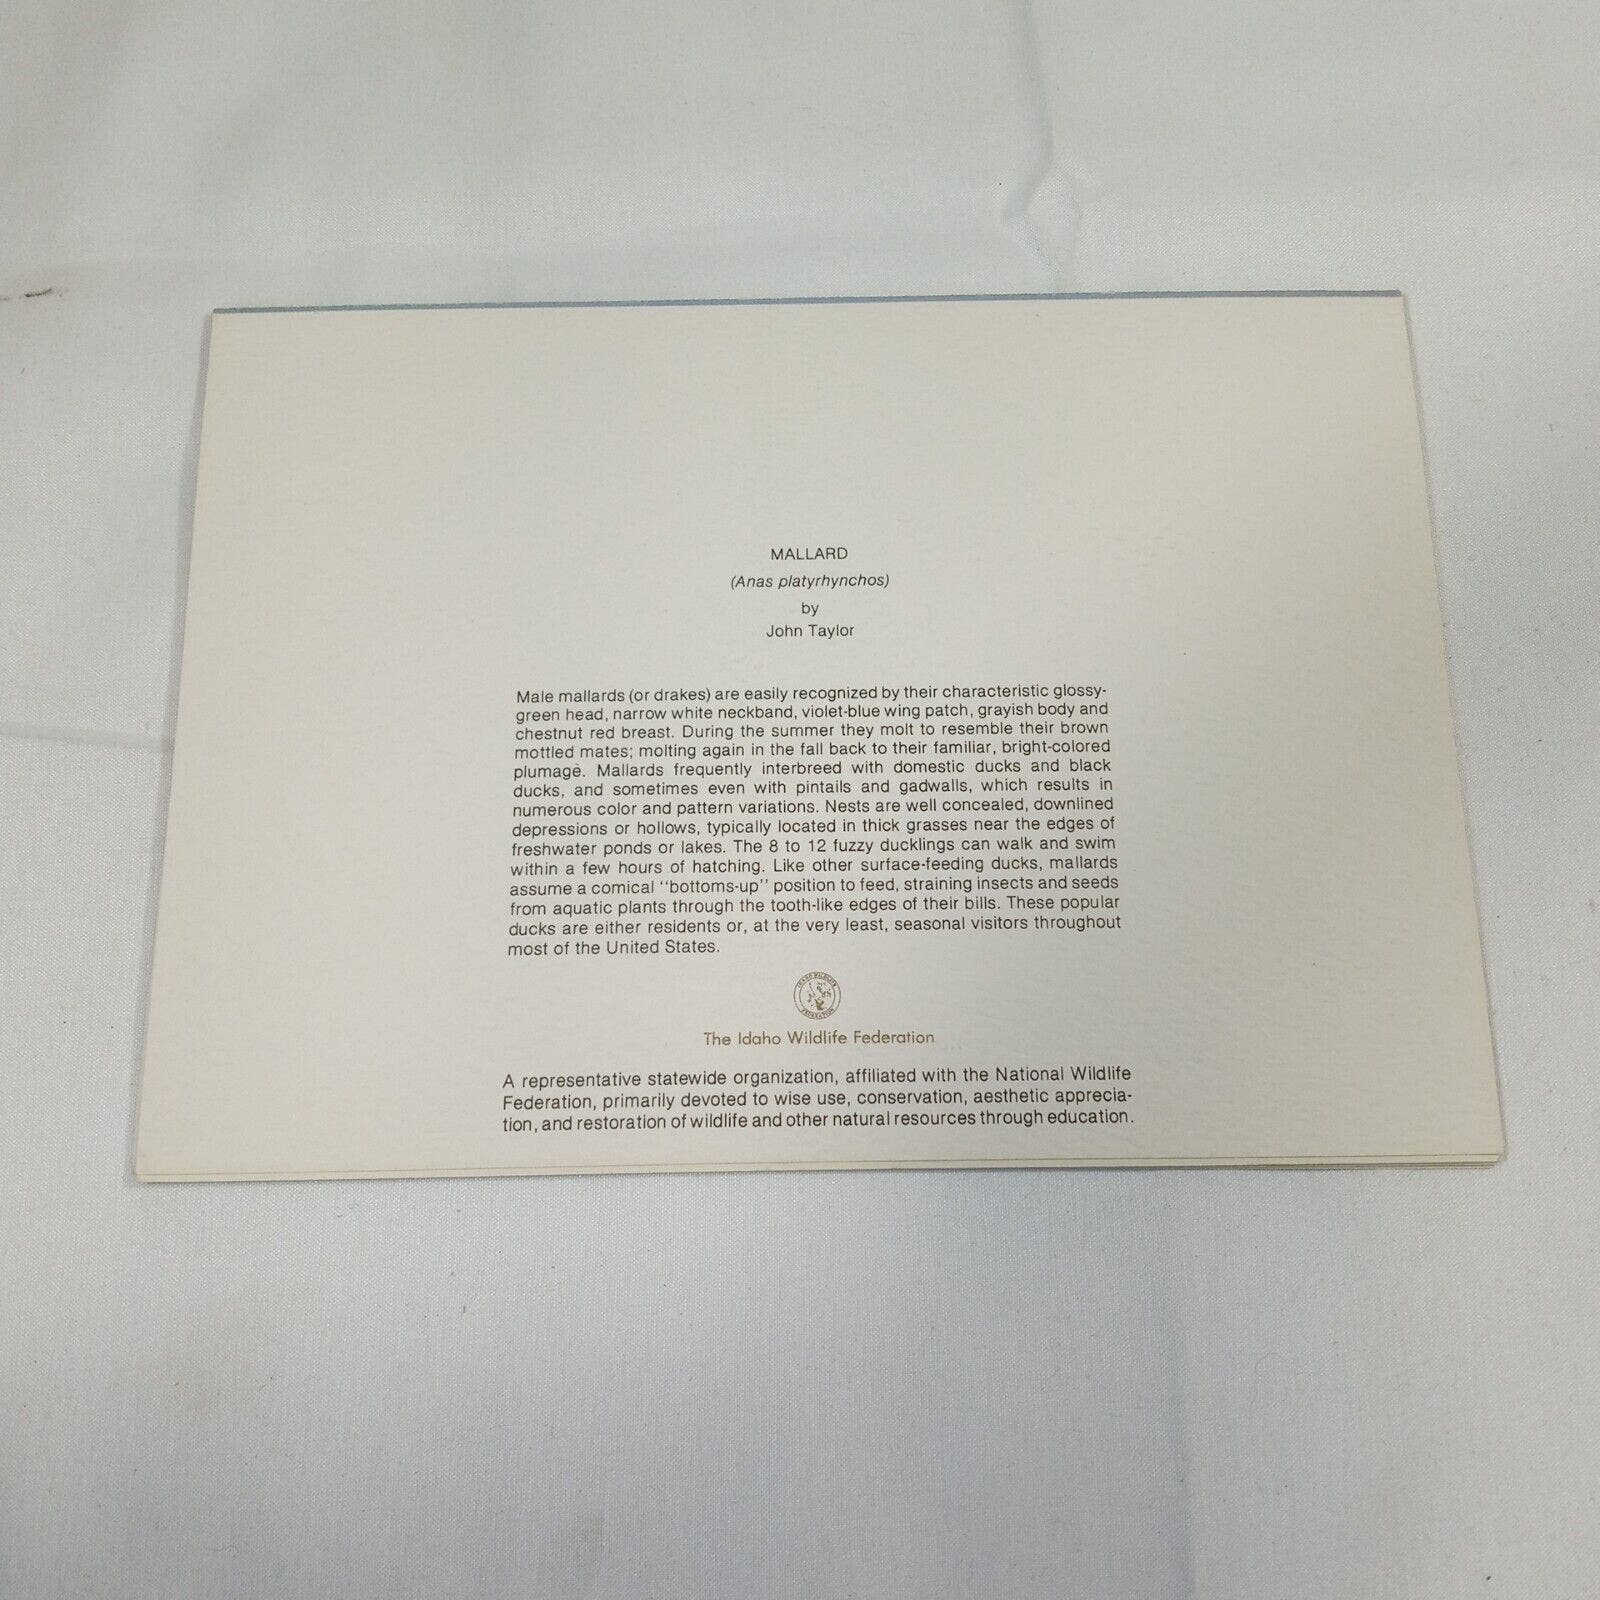 MALLARD
(Anas platyrhynchos)
by
John Taylor
Male mallards (or drakes) are easily recognized by their characteristic glossy-
green head, narrow white neckband, violet-blue wing patch, grayish body and
chestnut red breast. During the summer they molt to resemble their brown
mottled mates; molting again in the fall back to their familiar, bright-colored
plumage. Mallards frequently interbreed with domestic ducks and black
ducks, and sometimes even with pintails and gadwalls, which results in
numerous color and pattern variations. Nests are well concealed, downlined
depressions or hollows, typically located in thick grasses near the edges of
freshwater ponds or lakes. The 8 to 12 fuzzy ducklings can walk and swim
within a few hours of hatching. Like other surface-feeding ducks, mallards
assume a comical "bottoms-up" position to feed, straining insects and seeds
from aquatic plants through the tooth-like edges of their bills. These popular
ducks are either residents or, at the very least, seasonal visitors throughout
most of the United States.
IDAHO WILDLIFE
FEDERATION
The Idaho Wildlife Federation
A representative statewide organization, affiliated with the National Wildlife
Federation, primarily devoted to wise use, conservation, aesthetic apprecia-
tion, and restoration of wildlife and other natural resources through education.